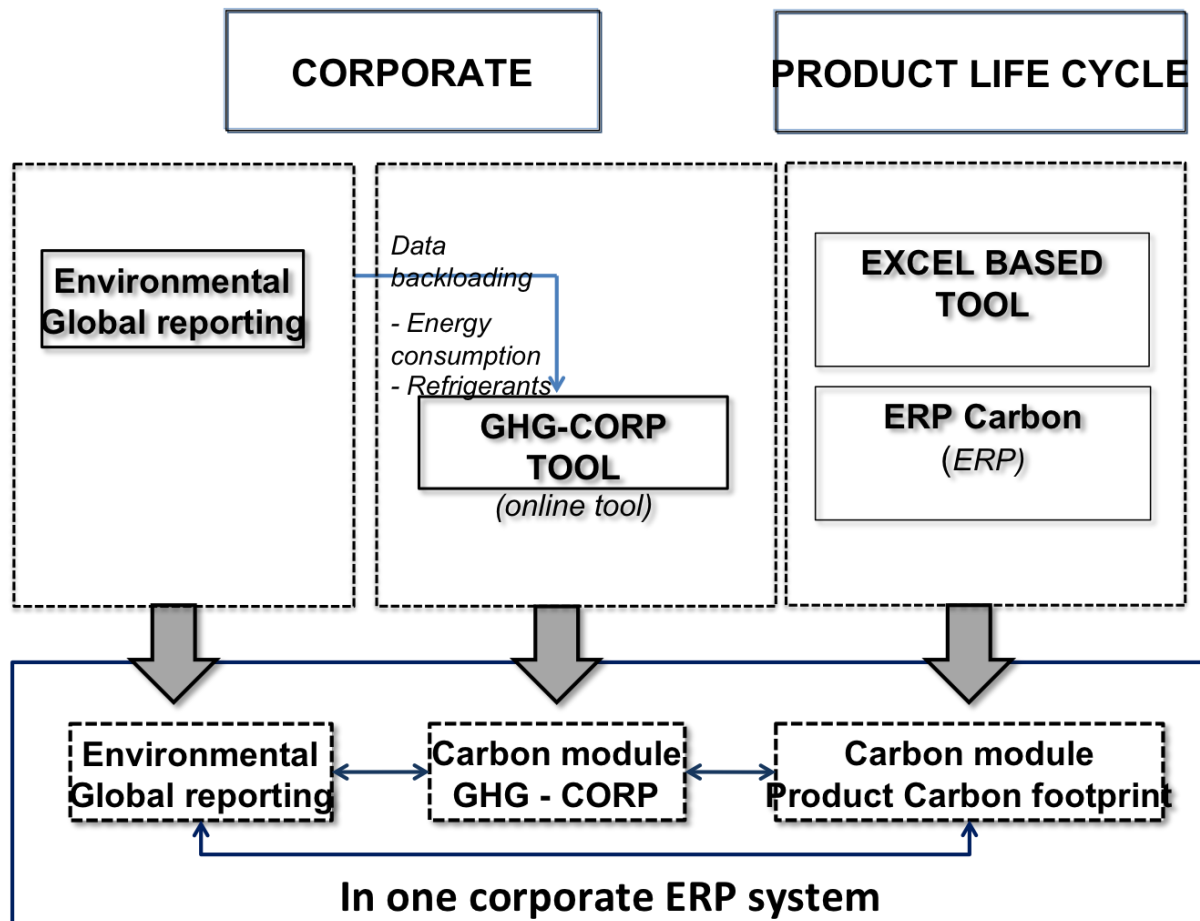 CORPORATE
PRODUCT LIFE CYCLE
Environmental
Global reporting
Data
backloading
- Energy
consumption
- Refrigerants
GHG-CORP
TOOL
(online tool)
EXCEL BASED
TOOL
ERP Carbon
(ERP)
Environmental
Global reporting
Carbon module
GHG - CORP
Carbon module
Product Carbon footprint
In one corporate ERP system